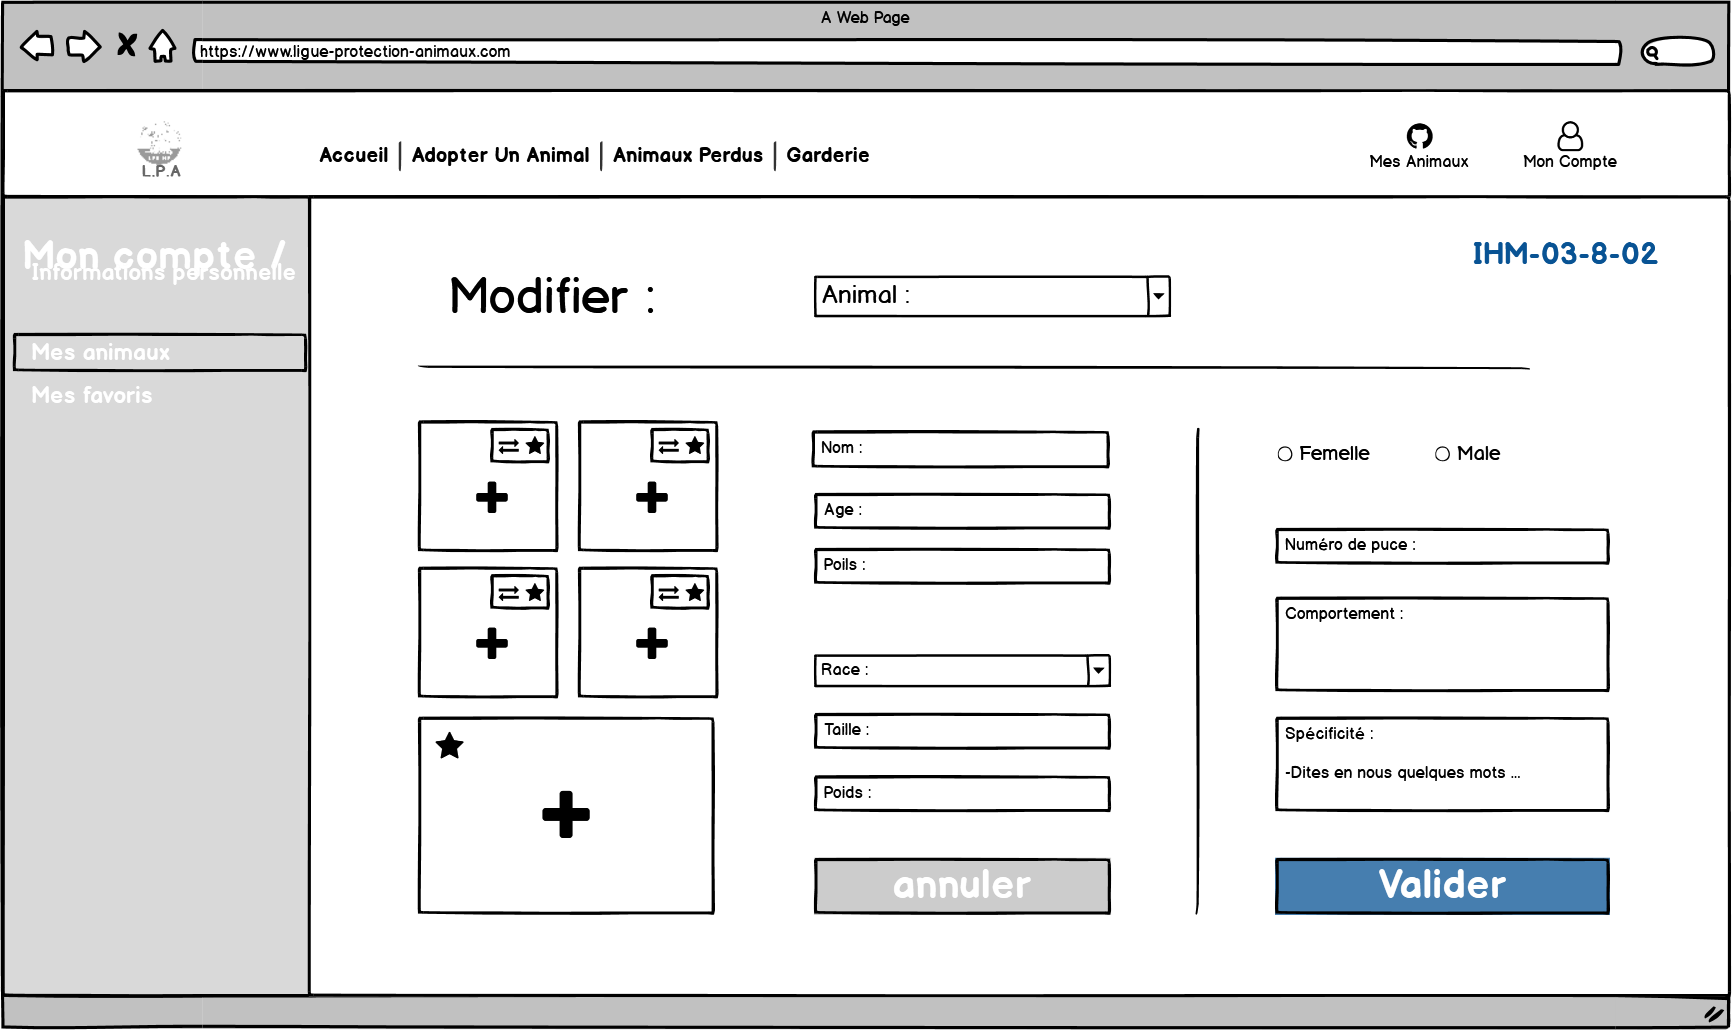 A Web Page
https://www.ligue-protection-animaux.com
L.P.A
Accueil
Adopter Un Animal
Animaux Perdus
Garderie
Mes Animaux
Mon Compte
Mon compte /
Informations personnelle
Mes animaux
Mes favoris
IHM-03-8-02
Modifier :
Animal :
Nom :
Age :
Poils :
Race :
Taille :
Poids :
annuler
Femelle
Male
Numéro de puce :
Comportement :
Spécificité :
-Dites en nous quelques mots ...
Valider